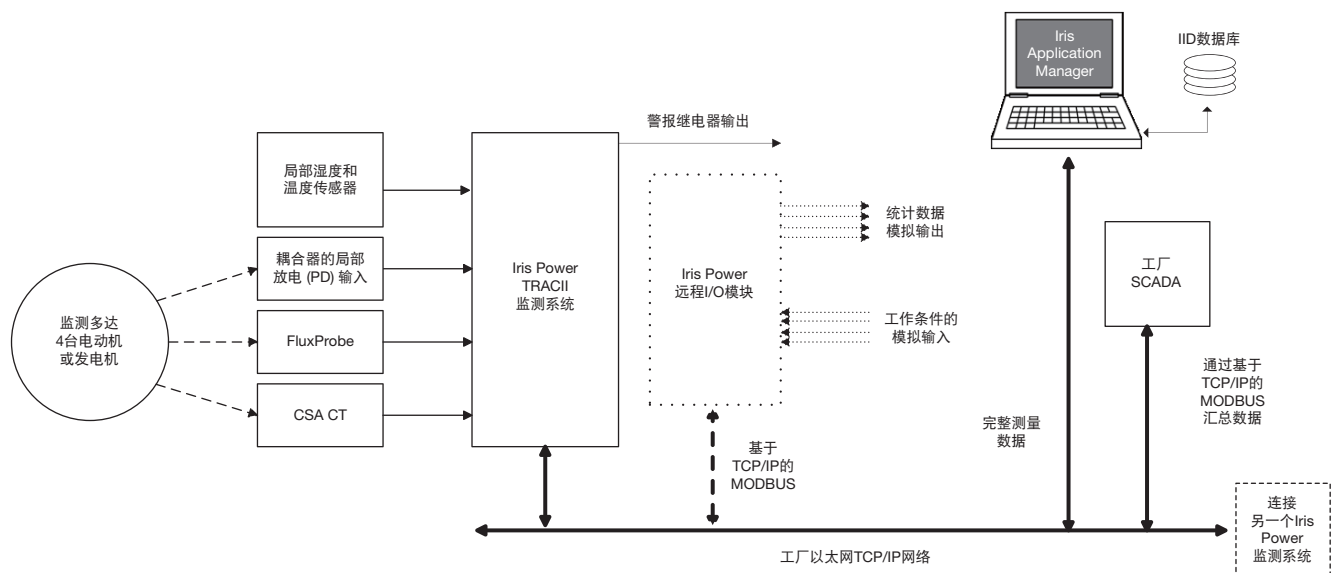 监测多达
4台电动机
或发电机
局部湿度和
温度传感器
耦合器的局部
放电 (PD) 输入
FluxProbe
CSA CT
Iris Power
TRACII
监测系统
警报继电器输出
Iris Power
远程I/O模块
统计数据
模拟输出
工作条件的
模拟输入
基于
TCP/IP的
MODBUS
Iris
Application
Manager
IID数据库
工厂
SCADA
完整测量
数据
通过基于
TCP/IP的
MODBUS
汇总数据
工厂以太网TCP/IP网络
连接
另一个Iris
Power
监测系统